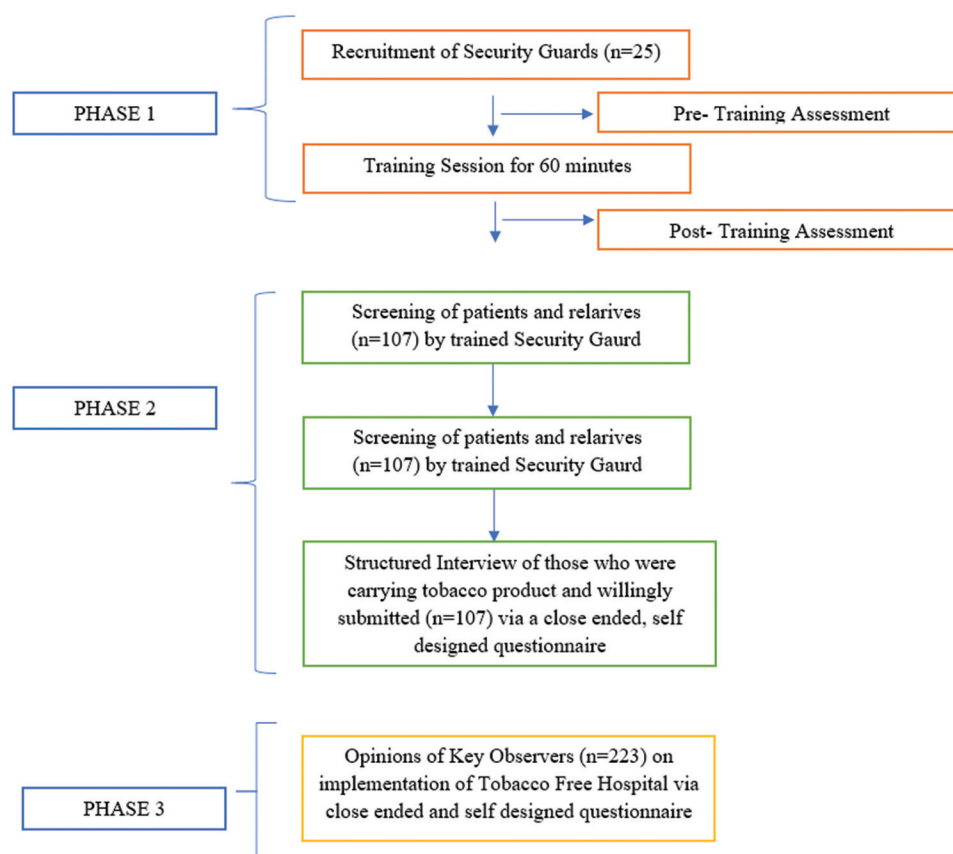 Recruitment of Security Guards (n=25)
PHASE 1
Pre- Training Assessment
Training Session for 60 minutes
Post- Training Assessment
Screening of patients and relarives
(n=107) by trained Security Gaurd
PHASE 2
Screening of patients and relarives
(n=107) by trained Security Gaurd
Structured Interview of those who were
carrying tobacco product and willingly
submitted (n=107) via a close ended, self
designed questionnaire
Opinions of Key Observers (n=223) on
implementation of Tobacco Free Hospital via
close ended and self designed questionnaire
PHASE 3